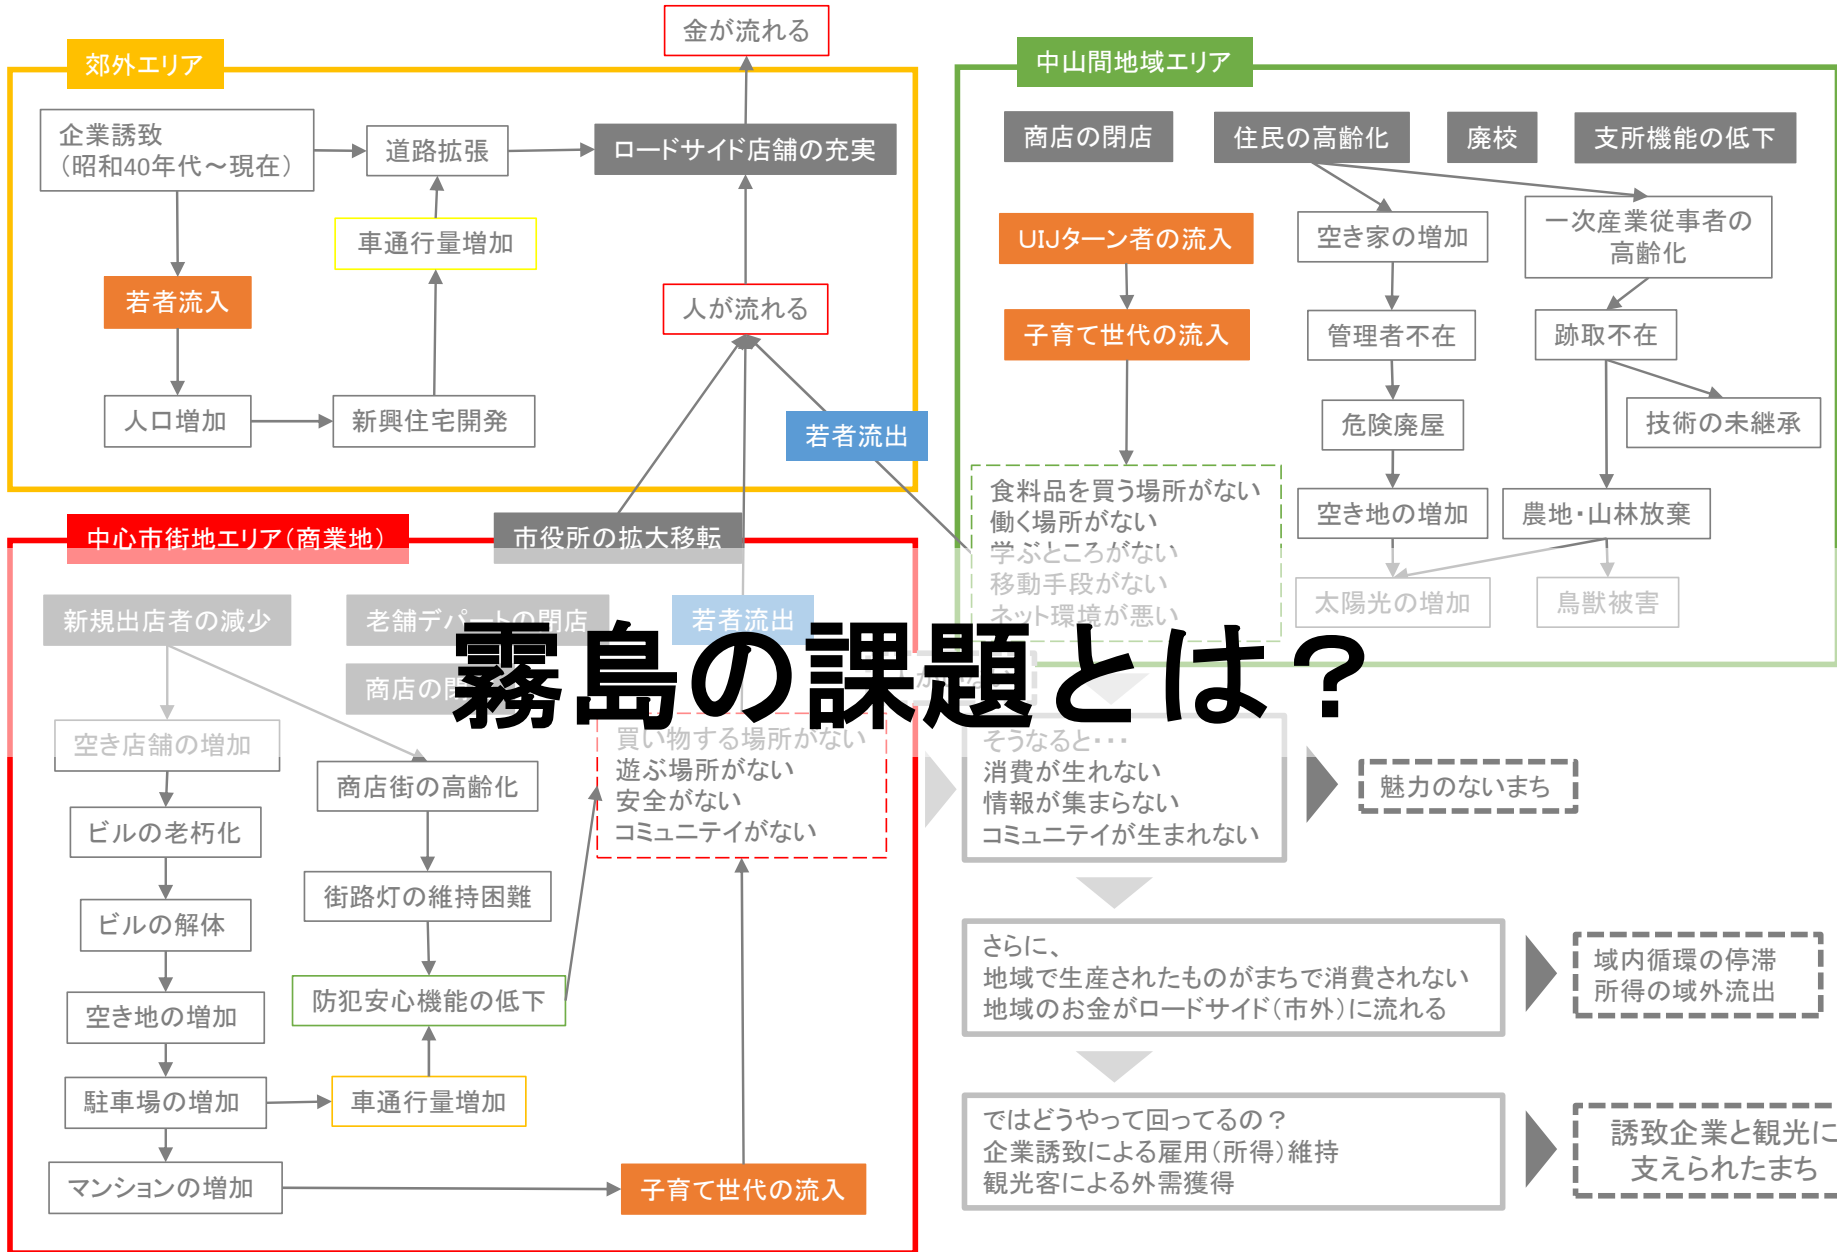 金が流れる
郊外エリア
企業誘致
（昭和40年代～現在）
道路拡張
ロードサイド店舗の充実
車通行量増加
若者流入
人が流れる
人口増加
新興住宅開発
若者流出
中山間地域エリア
商店の閉店
住民の高齢化
廃校
支所機能の低下
UIJターン者の流入
空き家の増加
一次産業従事者の
高齢化
子育て世代の流入
管理者不在
跡取不在
危険廃屋
技術の未継承
食料品を買う場所がない
働く場所がない
学ぶところがない
移動手段がない
ネット環境が悪い
空き地の増加
農地・山林放棄
太陽光の増加
鳥獣被害
中心市街地エリア（商業地）
市役所の拡大移転
新規出店者の減少
老舗デパートの閉店
若者流出
霧島の課題とは？
商店の閉
空き店舗の増加
商店街の高齢化
買い物する場所がない
遊ぶ場所がない
安全がない
コミュニテイがない
ビルの老朽化
街路灯の維持困難
ビルの解体
防犯安心機能の低下
空き地の増加
駐車場の増加
車通行量増加
マンションの増加
子育て世代の流入
そうなると・・・
消費が生れない
情報が集まらない
コミュニテイが生まれない
魅力のないまち
さらに、
地域で生産されたものがまちで消費されない
地域のお金がロードサイド（市外）に流れる
域内循環の停滞
所得の域外流出
ではどうやって回ってるの？
企業誘致による雇用（所得）維持
観光客による外需獲得
誘致企業と観光に
支えられたまち